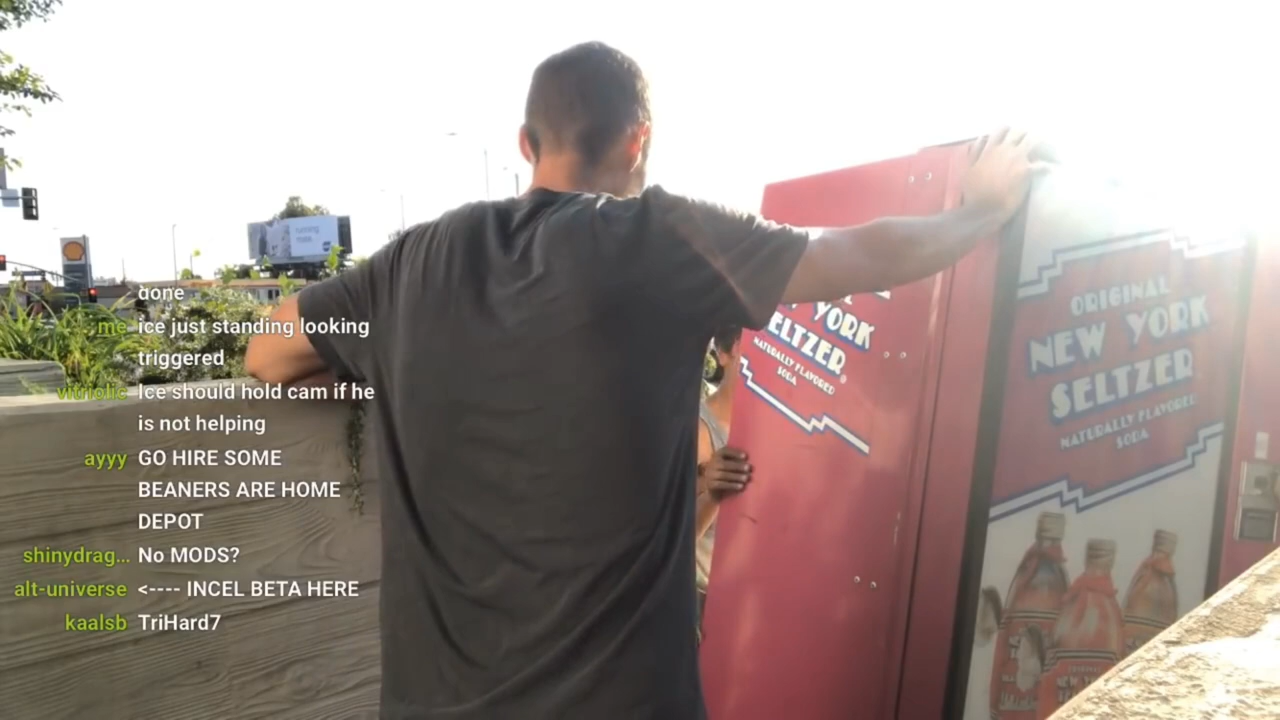 done
me ice just standing looking
triggered
vitriolic Ice should hold cam if he
is not helping
ayyy GO HIRE SOME
BEANERS ARE HOME
DEPOT
shinydrag... No MODS?
alt-universe <---- INCEL BETA HERE
kaalsb TriHard7
running
YORK
ELTZER
NATURALLY FLAVORED
SODA
ORIGINAL
NEW YORK
SELTZER
NATURALLY FLAVORED
SODA